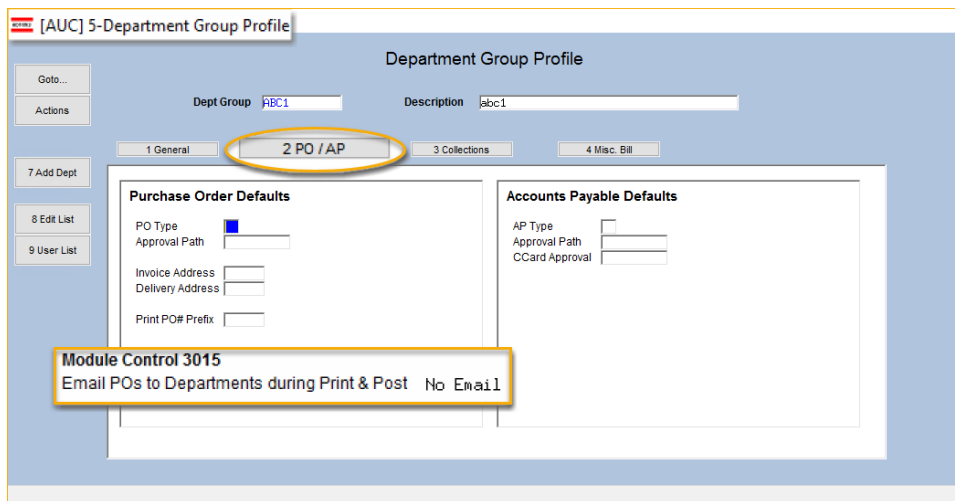 [AUC] 5-Department Group Profile
Department Group Profile
Goto...
Actions
Dept Group ABC1 Description abc1
1 General 2 PO / AP 3 Collections 4 Misc. Bill
7 Add Dept
8 Edit List
9 User List
Purchase Order Defaults
PO Type
Approval Path
Invoice Address
Delivery Address
Print PO# Prefix
Accounts Payable Defaults
AP Type
Approval Path
CCard Approval
Module Control 3015
Email POs to Departments during Print & Post No Email